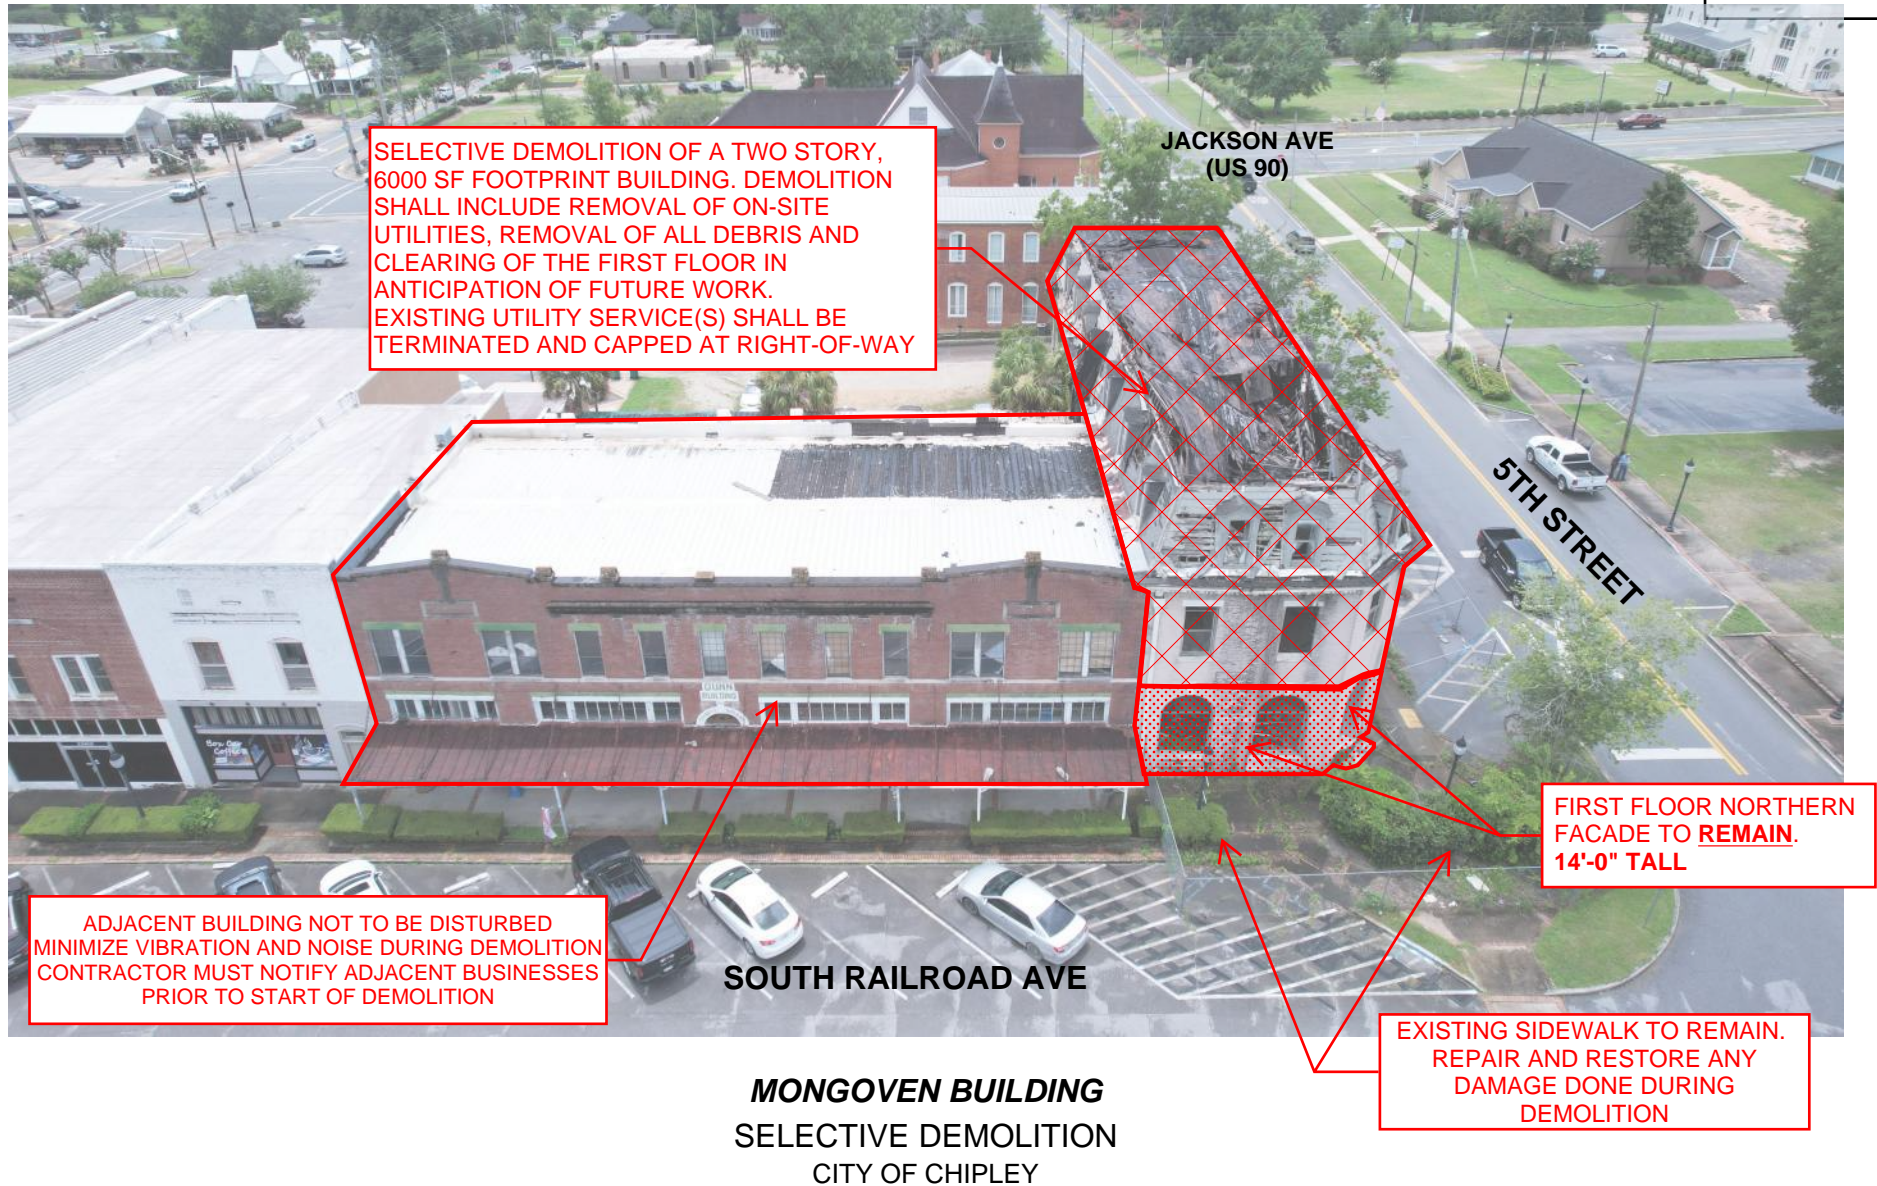 SELECTIVE DEMOLITION OF A TWO STORY,
6000 SF FOOTPRINT BUILDING. DEMOLITION
SHALL INCLUDE REMOVAL OF ON-SITE
UTILITIES, REMOVAL OF ALL DEBRIS AND
CLEARING OF THE FIRST FLOOR IN
ANTICIPATION OF FUTURE WORK.
EXISTING UTILITY SERVICE(S) SHALL BE
TERMINATED AND CAPPED AT RIGHT-OF-WAY
JACKSON AVE
(US 90)
5TH STREET
BUILDING
FIRST FLOOR NORTHERN
FACADE TO REMAIN.
14'-0" TALL
ADJACENT BUILDING NOT TO BE DISTURBED
MINIMIZE VIBRATION AND NOISE DURING DEMOLITION
CONTRACTOR MUST NOTIFY ADJACENT BUSINESSES
PRIOR TO START OF DEMOLITION
SOUTH RAILROAD AVE
EXISTING SIDEWALK TO REMAIN.
REPAIR AND RESTORE ANY
DAMAGE DONE DURING
DEMOLITION
MONGOVEN BUILDING
SELECTIVE DEMOLITION
CITY OF CHIPLEY